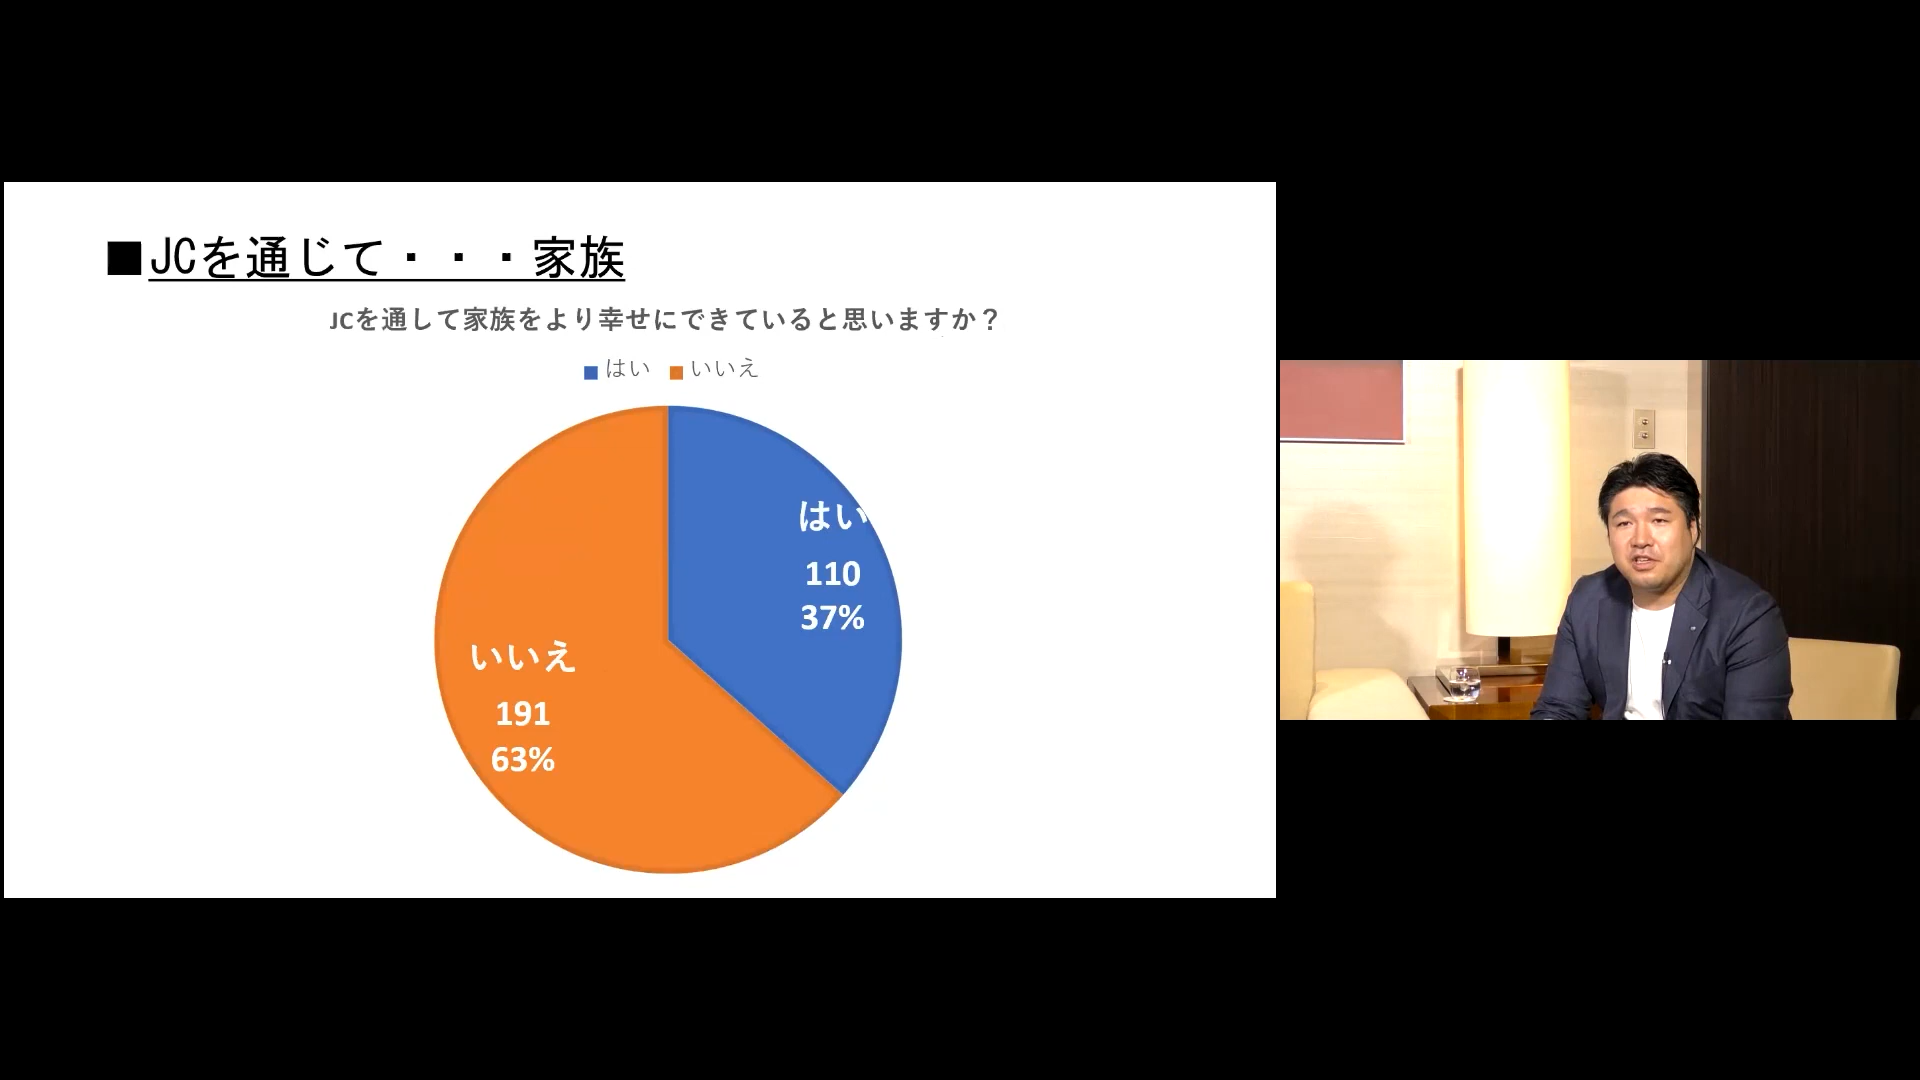 ■JCを通じて・・・家族
JCを通して家族をより幸せにできていると思いますか？
はい いいえ
はい
110
37%
いいえ
191
63%